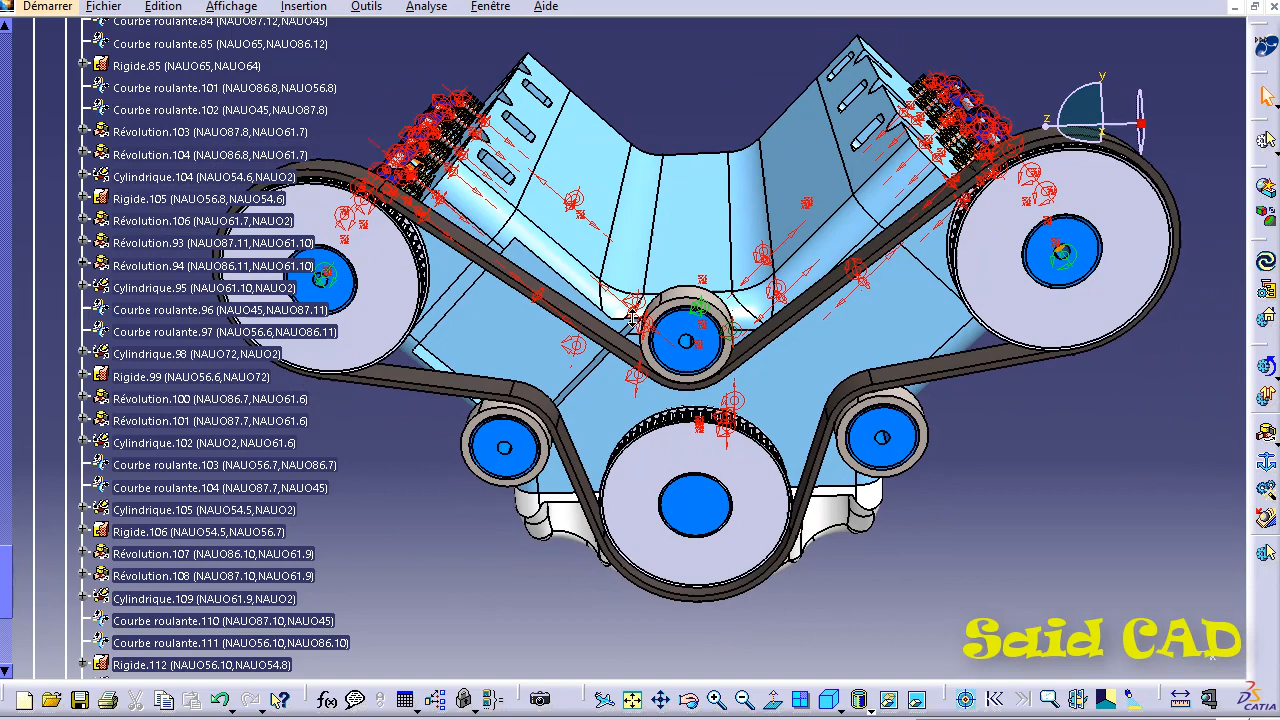 Démarrer Fichier Edition Affichage Insertion Outils Analyse Fenêtre Aide
Courbe roulante.84 (NAUO87.12,NAUO45)
Courbe roulante.85 (NAUO65,NAUO86.12)
Rigide.85 (NAUO65,NAUO64)
Courbe roulante.101 (NAUO86.8,NAUO56.8)
Courbe roulante.102 (NAUO45,NAUO87.8)
Révolution.103 (NAUO87.8,NAUO61.7)
Révolution.104 (NAUO86.8,NAUO61.7)
Cylindrique.104 (NAUO54.6,NAUO2)
Rigide.105 (NAUO56.8,NAUO54.6)
Révolution.106 (NAUO61.7,NAUO2)
Révolution.93 (NAUO87.11,NAUO61.10)
Révolution.94 (NAUO86.11,NAUO61.10)
Cylindrique.95 (NAUO61.10,NAUO2)
Courbe roulante.96 (NAUO45,NAUO87.11)
Courbe roulante.97 (NAUO56.6,NAUO86.11)
Cylindrique.98 (NAUO72,NAUO2)
Rigide.99 (NAUO56.6,NAUO72)
Révolution.100 (NAUO86.7,NAUO61.6)
Révolution.101 (NAUO87.7,NAUO61.6)
Cylindrique.102 (NAUO2,NAUO61.6)
Courbe roulante.103 (NAUO56.7,NAUO86.7)
Courbe roulante.104 (NAUO87.7,NAUO45)
Cylindrique.105 (NAUO54.5,NAUO2)
Rigide.106 (NAUO54.5,NAUO56.7)
Révolution.107 (NAUO86.10,NAUO61.9)
Révolution.108 (NAUO87.10,NAUO61.9)
Cylindrique.109 (NAUO61.9,NAUO2)
Courbe roulante.110 (NAUO87.10,NAUO45)
Courbe roulante.111 (NAUO56.10,NAUO86.10)
Rigide.112 (NAUO56.10,NAUO54.8)
y
z
Said CAD
f(x)
CATIA